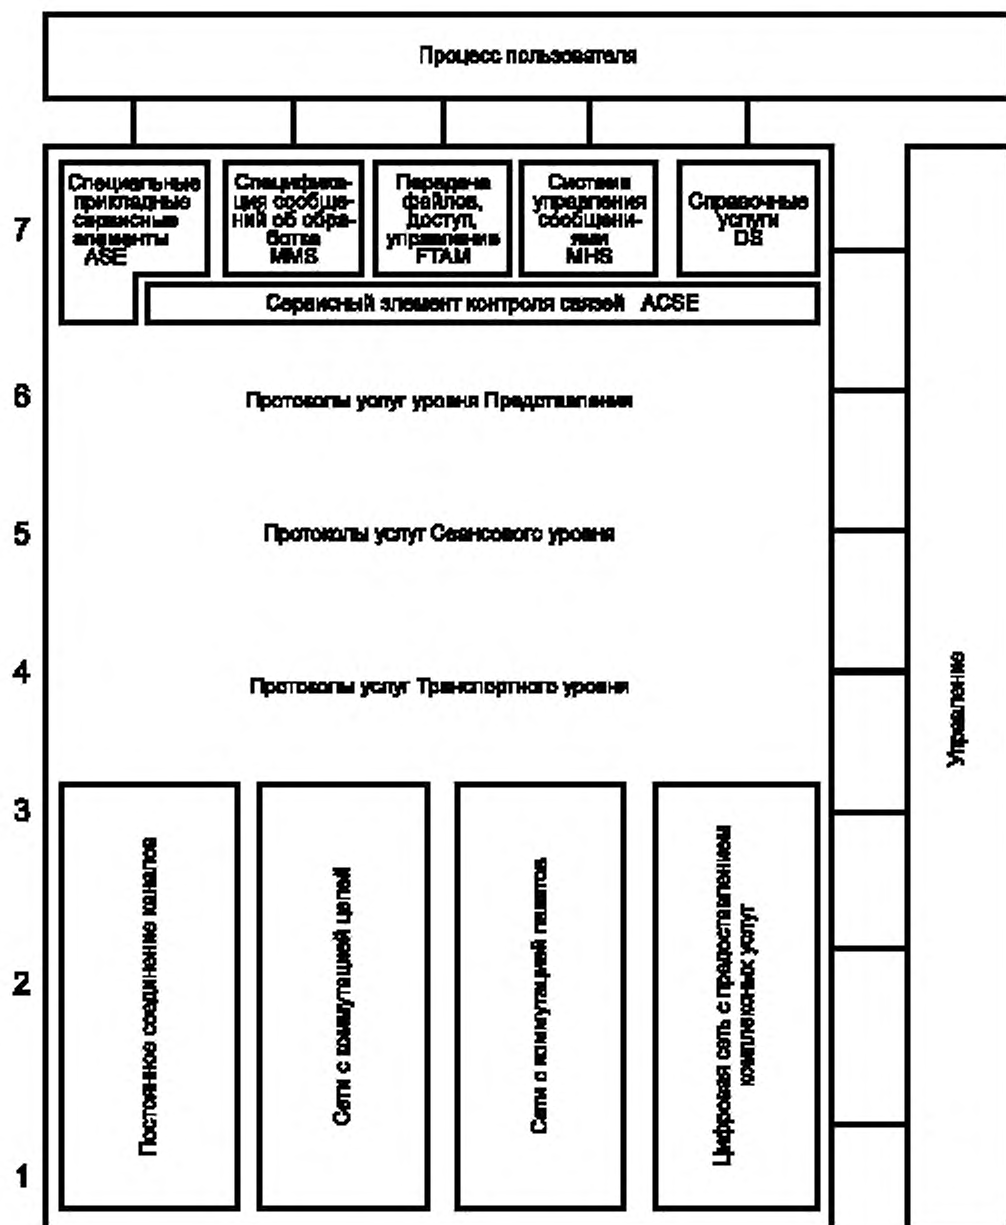 Процесс пользователя
7
Специальные
прикладные
сервисные
элементы
ASE
Специфика-
ция сообще-
ний об обра-
ботке
MMS
Передача
файлов,
доступ,
управление
FTAM
Система
управления
сообщени-
ями
MHS
Справочные
услуги
DS
Сервисный элемент контроля связей ACSE
6
Протоколы услуг уровня Представления
5
Протоколы услуг Сеансового уровня
4
Протоколы услуг Транспортного уровня
3
2
1
Постоянное соединение каналов
Сети с коммутацией цепей
Сети с коммутацией пакетов
Цифровая сеть с предоставлением
комплексных услуг
Управление